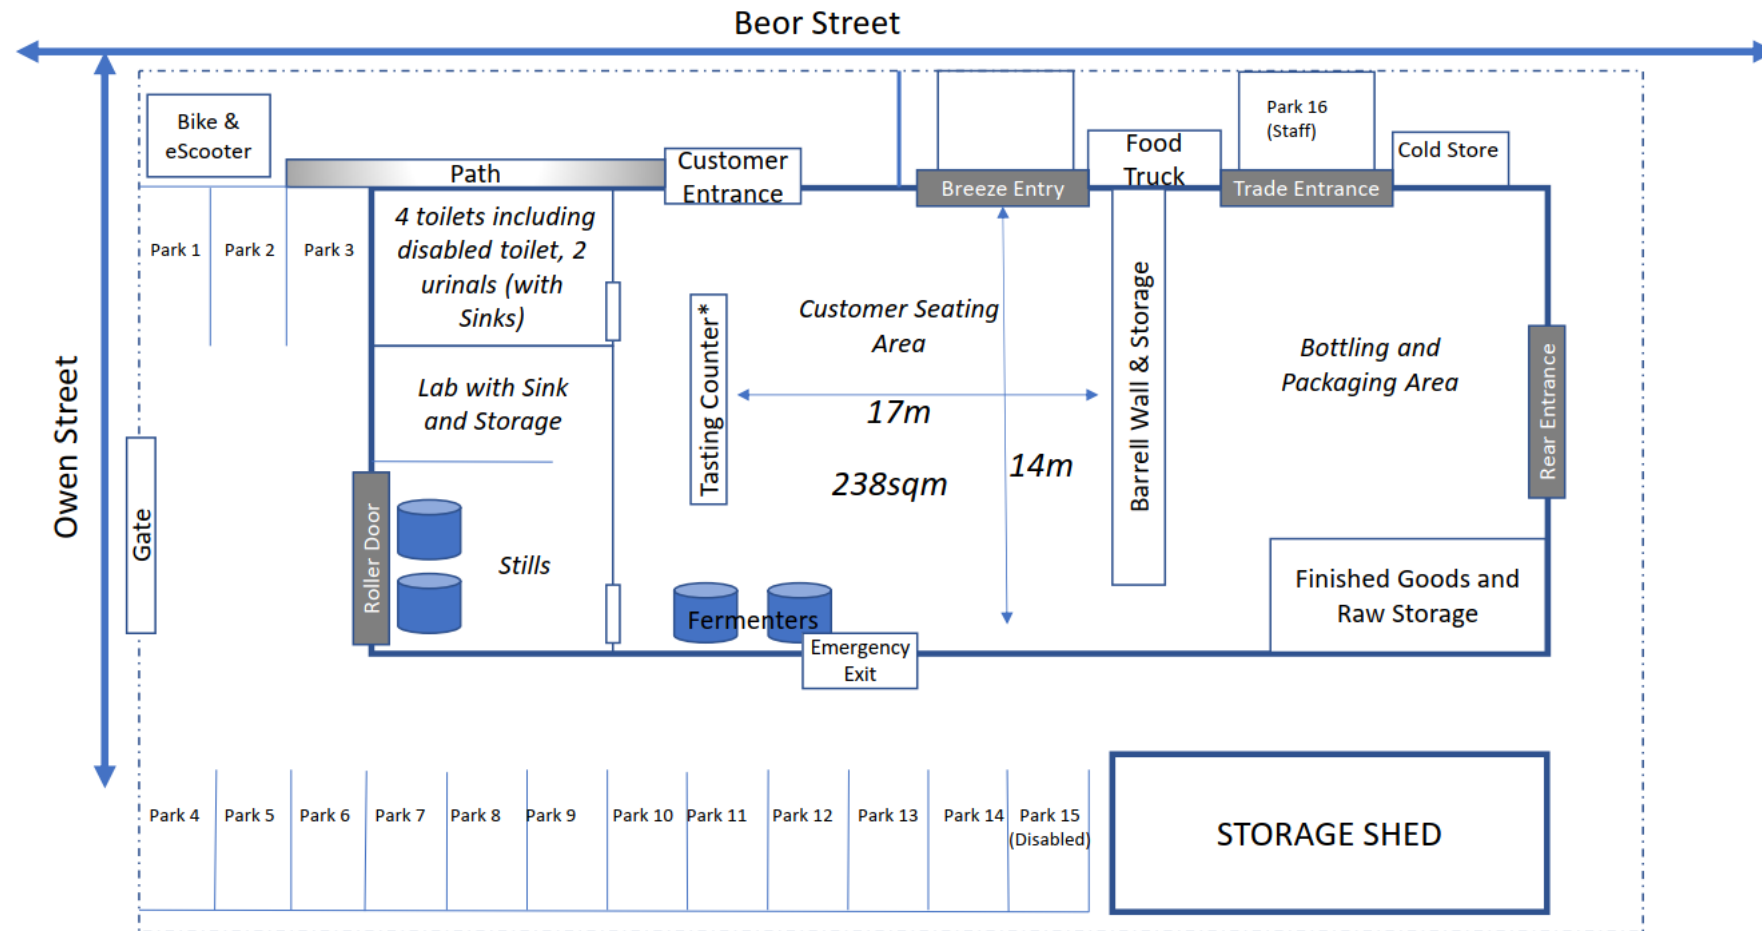 Beor Street
Bike &
eScooter
Path
Customer
Entrance
Breeze Entry
Food
Truck
Park 16
(Staff)
Trade Entrance
Cold Store
Park 1
Park 2
Park 3
4 toilets including
disabled toilet, 2
urinals (with
Sinks)
Lab with Sink
and Storage
Stills
Roller Door
Gate
Owen Street
Tasting Counter*
Customer Seating
Area
17m
14m
238sqm
Barrell Wall & Storage
Bottling and
Packaging Area
Rear Entrance
Finished Goods and
Raw Storage
Fermenters
Emergency
Exit
Park 4
Park 5
Park 6
Park 7
Park 8
Park 9
Park 10
Park 11
Park 12
Park 13
Park 14
Park 15
(Disabled)
STORAGE SHED